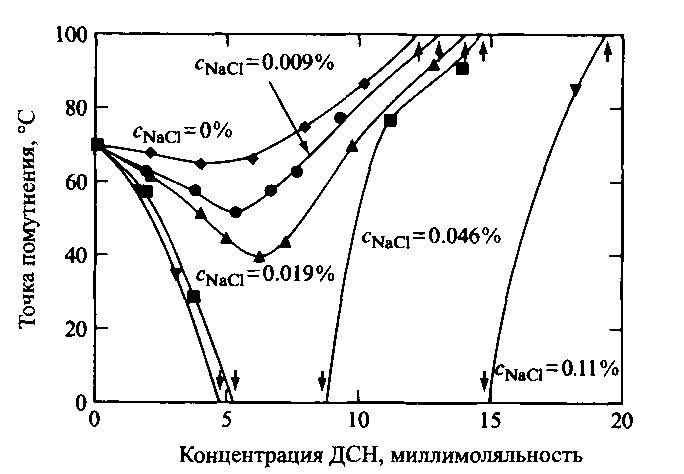 100
80
60
40
20
0
Точка помутнения, °C
c_NaCl=0.009%
c_NaCl=0%
c_NaCl=0.019%
c_NaCl=0.046%
c_NaCl=0.11%
0 5 10 15 20
Концентрация ДСН, миллимоляльность